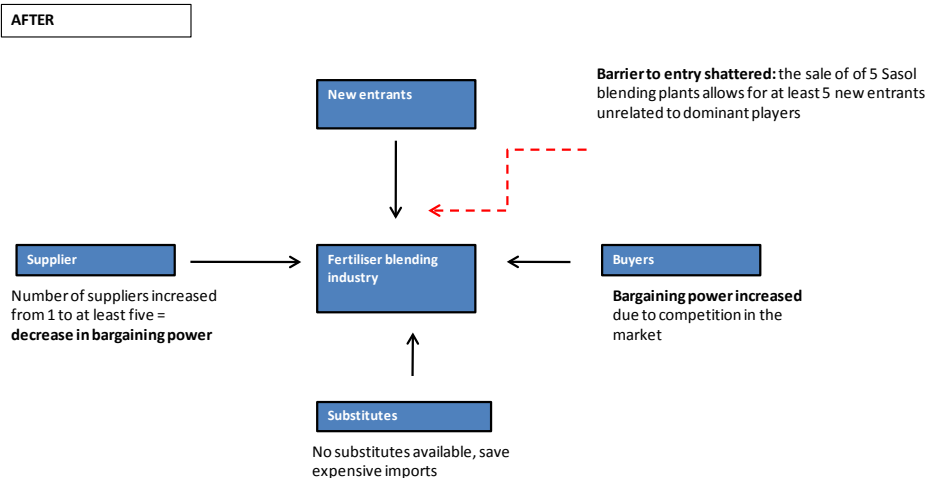 AFTER
New entrants
Barrier to entry shattered: the sale of of 5 Sasol
blending plants allows for at least 5 new entrants
unrelated to dominant players
Supplier
Fertiliser blending
industry
Buyers
Number of suppliers increased
from 1 to at least five =
decrease in bargaining power
Bargaining power increased
due to competition in the
market
Substitutes
No substitutes available, save
expensive imports